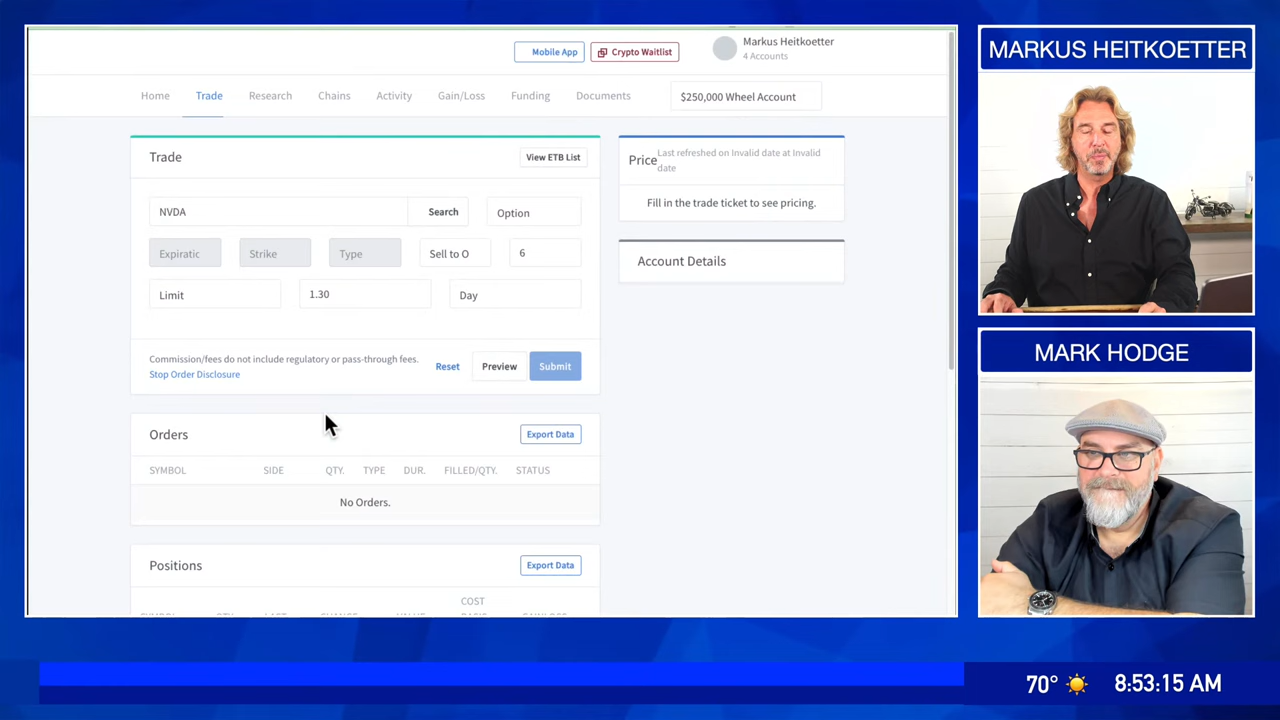 Mobile App
Crypto Waitlist
Markus Heitkoetter
4 Accounts
Home Trade Research Chains Activity Gain/Loss Funding Documents $250,000 Wheel Account
Trade View ETB List
NVDA Search Option
Expiratic Strike Type Sell to O 6
Limit 1.30 Day
Commission/fees do not include regulatory or pass-through fees.
Stop Order Disclosure
Reset Preview Submit
Orders Export Data
SYMBOL SIDE QTY. TYPE DUR. FILLED/QTY. STATUS
No Orders.
Positions Export Data
COST
Price Last refreshed on Invalid date at Invalid
date
Fill in the trade ticket to see pricing.
Account Details
MARKUS HEITKOETTER
MARK HODGE
70° 8:53:15 AM